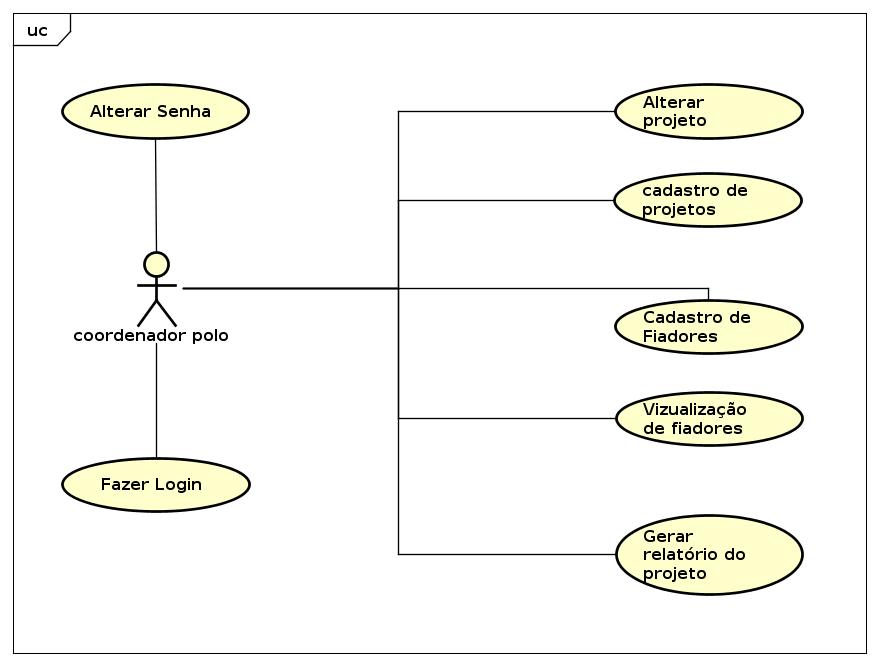 uc
Alterar Senha
Alterar
projeto
cadastro de
projetos
coordenador polo
Cadastro de
Fiadores
Vizualização
de fiadores
Fazer Login
Gerar
relatório do
projeto